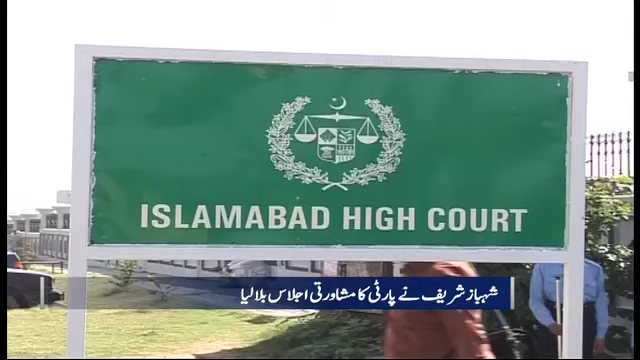 ISLAMABAD HIGH COURT
شہباز شریف نے پارٹی کا مشاورتی اجلاس بلالیا